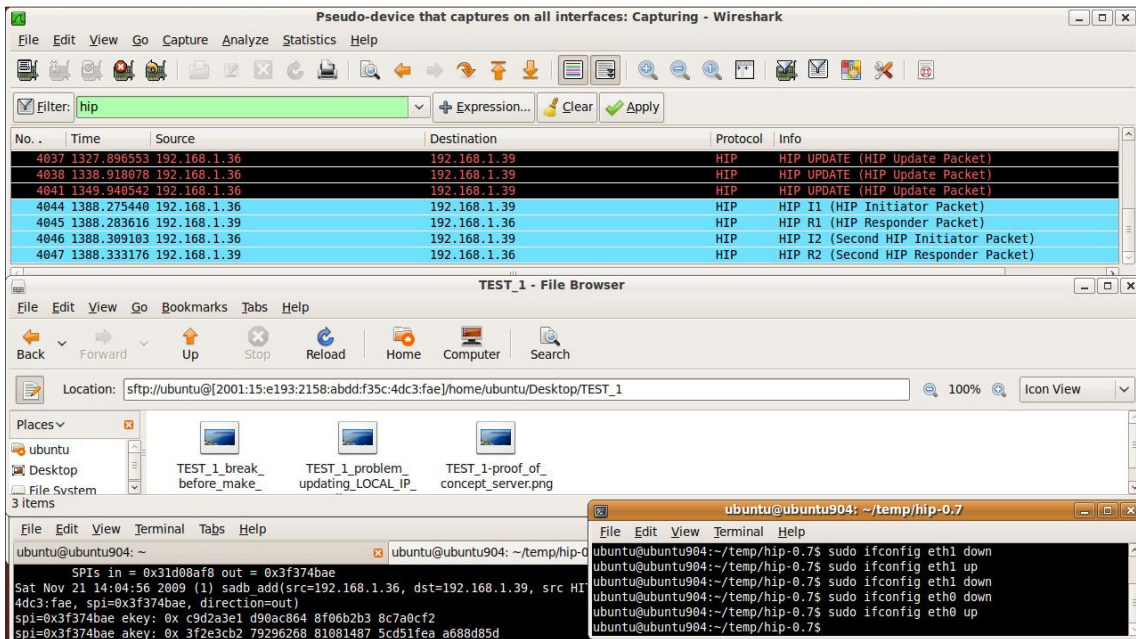 Pseudo-device that captures on all interfaces: Capturing - Wireshark
File Edit View Go Capture Analyze Statistics Help
Filter: hip Expression... Clear Apply
No. . Time Source Destination Protocol Info
4037 1327.896553 192.168.1.36 192.168.1.39 HIP HIP UPDATE (HIP Update Packet)
4038 1338.918078 192.168.1.36 192.168.1.39 HIP HIP UPDATE (HIP Update Packet)
4041 1349.940542 192.168.1.36 192.168.1.39 HIP HIP UPDATE (HIP Update Packet)
4044 1388.275440 192.168.1.36 192.168.1.39 HIP HIP I1 (HIP Initiator Packet)
4045 1388.283616 192.168.1.39 192.168.1.36 HIP HIP R1 (HIP Responder Packet)
4046 1388.309103 192.168.1.36 192.168.1.39 HIP HIP I2 (Second HIP Initiator Packet)
4047 1388.333176 192.168.1.39 192.168.1.36 HIP HIP R2 (Second HIP Responder Packet)
TEST_1 - File Browser
File Edit View Go Bookmarks Tabs Help
Back Forward Up Stop Reload Home Computer Search
Location: sftp://ubuntu@[2001:15:e193:2158:abdd:f35c:4dc3:fae]/home/ubuntu/Desktop/TEST_1 100% Icon View
Places
ubuntu
Desktop
File System
TEST_1_break_
before_make_
TEST_1_problem_
updating_LOCAL_IP_
TEST_1-proof_of_
concept_server.png
3 items
File Edit View Terminal Tabs Help
ubuntu@ubuntu904: ~ ubuntu@ubuntu904: ~/temp/hip-0
SPIs in = 0x31d08af8 out = 0x3f374bae
Sat Nov 21 14:04:56 2009 (1) sadb_add(src=192.168.1.36, dst=192.168.1.39, src HI
4dc3:fae, spi=0x3f374bae, direction=out)
spi=0x3f374bae ekey: 0x c9d2a3e1 d90ac864 8f06b2b3 8c7a0cf2
spi=0x3f374bae akey: 0x 3f2e3cb2 79296268 81081487 5cd51fea a688d85d
ubuntu@ubuntu904: ~/temp/hip-0.7
File Edit View Terminal Help
ubuntu@ubuntu904:~/temp/hip-0.7$ sudo ifconfig eth1 down
ubuntu@ubuntu904:~/temp/hip-0.7$ sudo ifconfig eth1 up
ubuntu@ubuntu904:~/temp/hip-0.7$ sudo ifconfig eth1 down
ubuntu@ubuntu904:~/temp/hip-0.7$ sudo ifconfig eth0 down
ubuntu@ubuntu904:~/temp/hip-0.7$ sudo ifconfig eth0 up
ubuntu@ubuntu904:~/temp/hip-0.7$